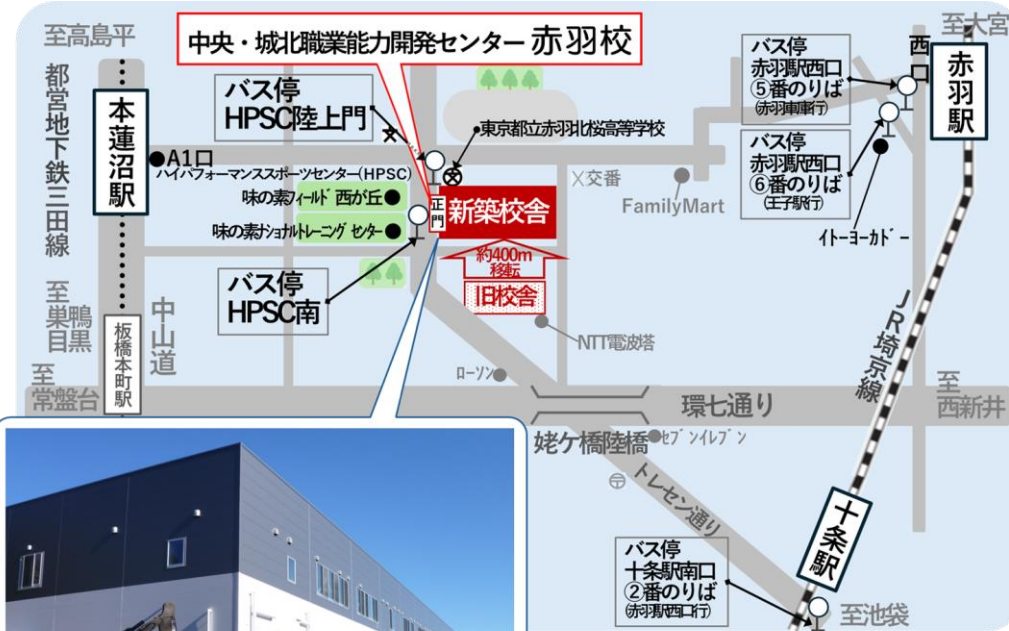 至高島平
都営地下鉄三田線
本蓮沼駅
A1口
中央・城北職業能力開発センター 赤羽校
バス停
HPSC陸上門
東京都立赤羽北桜高等学校
ハイパフォーマンススポーツセンター(HPSC)
味の素フィールド 西が丘
味の素ナショナルトレーニング センター
正門
新築校舎
約400m
移転
旧校舎
バス停
HPSC南
X交番
FamilyMart
NTT電波塔
至大宮
西口
赤羽駅
バス停
赤羽駅西口
⑤番のりば
(赤羽車庫行)
バス停
赤羽駅西口
⑥番のりば
(王子駅行)
イトーヨーカドー
JR埼京線
至
巣鴨
目黒
中山道
板橋本町駅
至
常盤台
ローソン
環七通り
至
西新井
姥ケ橋陸橋
セブンイレブン
トレセン通り
十条駅
バス停
十条駅南口
②番のりば
(赤羽駅西口行)
至池袋